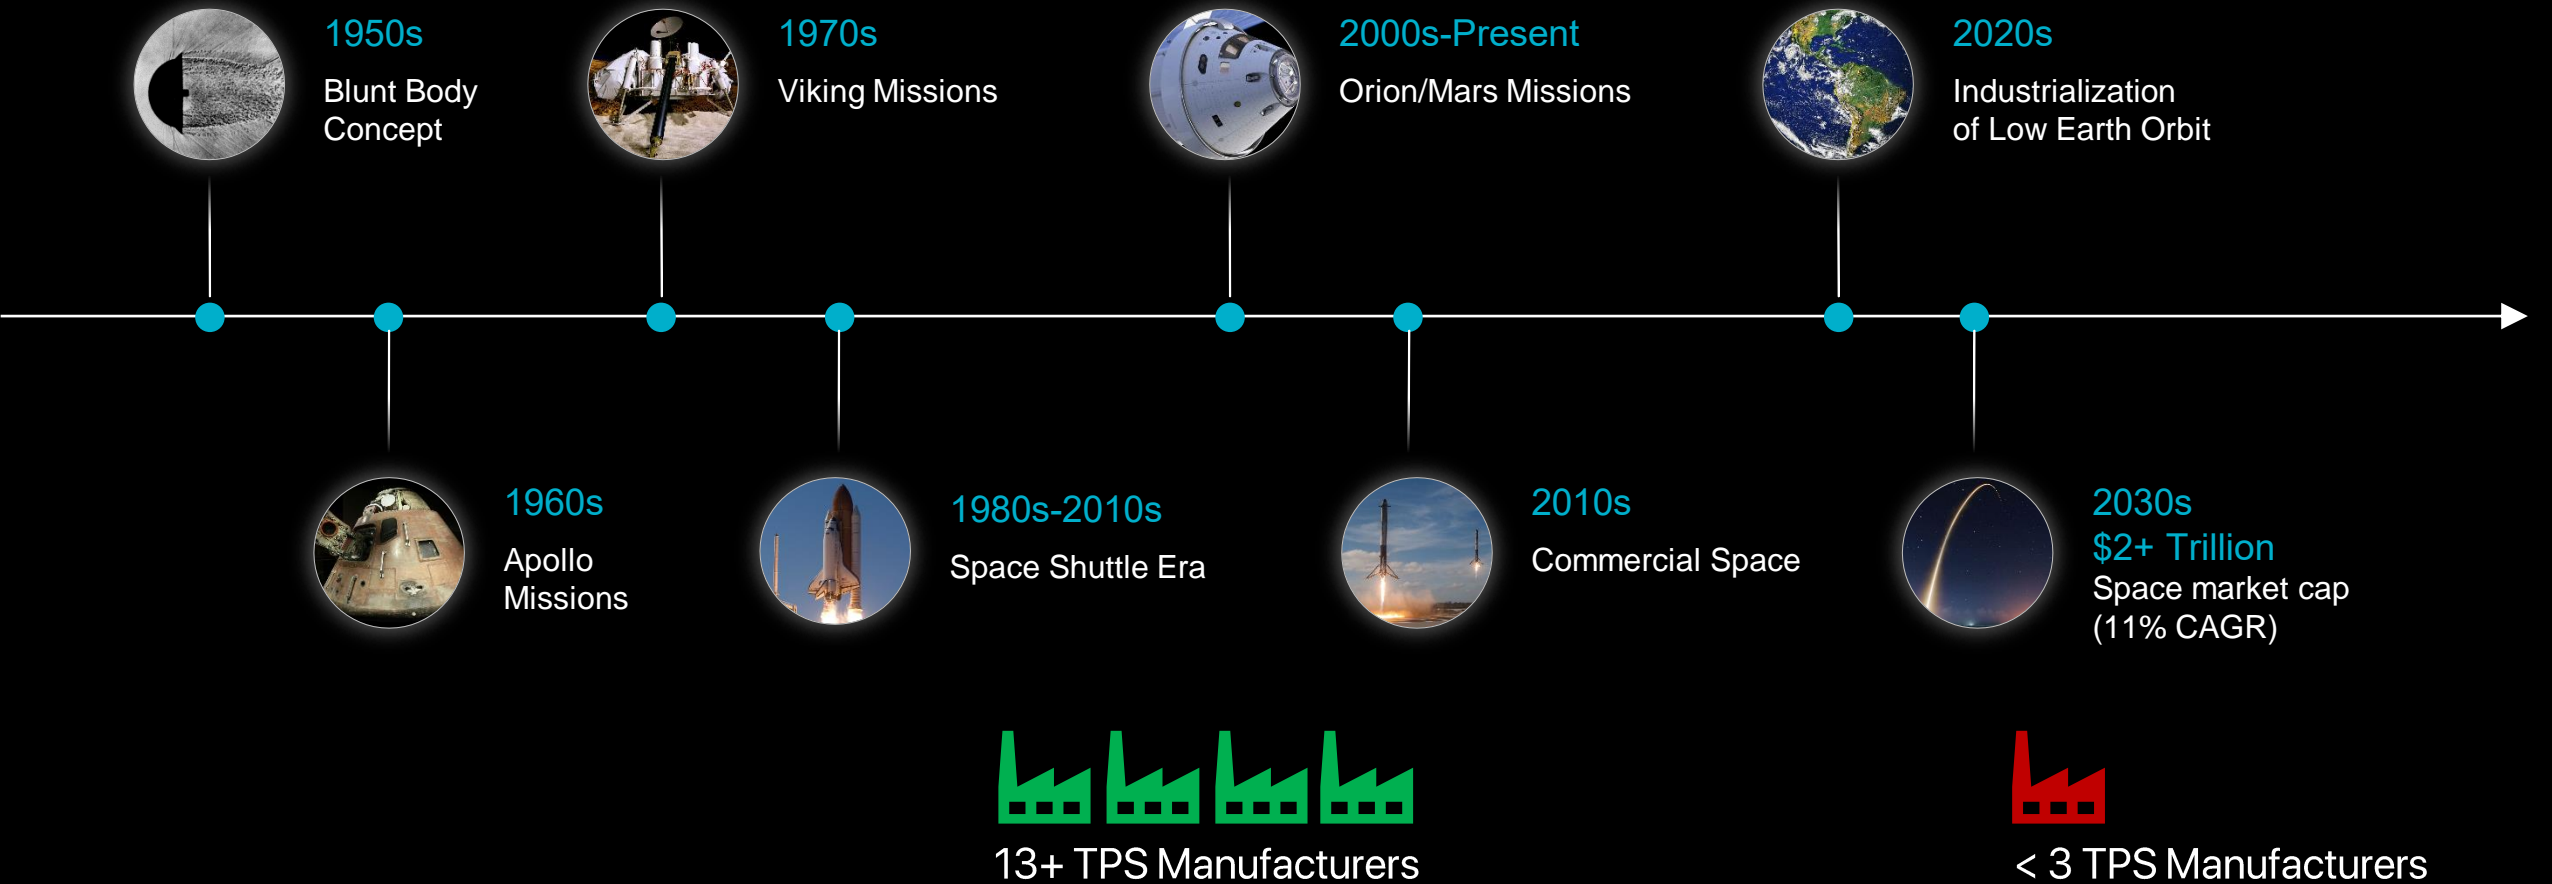 1950s
Blunt Body
Concept
1970s
Viking Missions
2000s-Present
Orion/Mars Missions
2020s
Industrialization
of Low Earth Orbit
1960s
Apollo
Missions
1980s-2010s
Space Shuttle Era
2010s
Commercial Space
2030s
$2+ Trillion
Space market cap
(11% CAGR)
13+ TPS Manufacturers
< 3 TPS Manufacturers